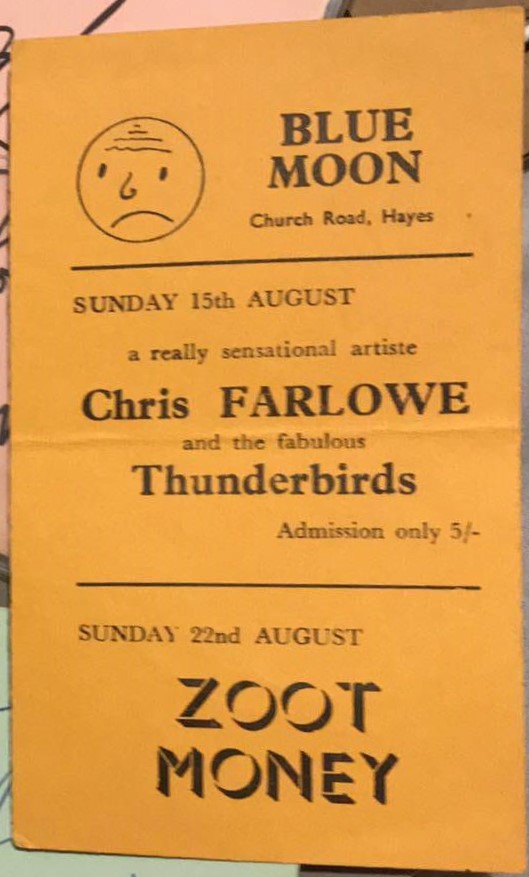 BLUE
MOON
Church Road, Hayes
SUNDAY 15th AUGUST
a really sensational artiste
Chris FARLOWE
and the fabulous
Thunderbirds
Admission only 5/-
SUNDAY 22nd AUGUST
ZOOT
MONEY